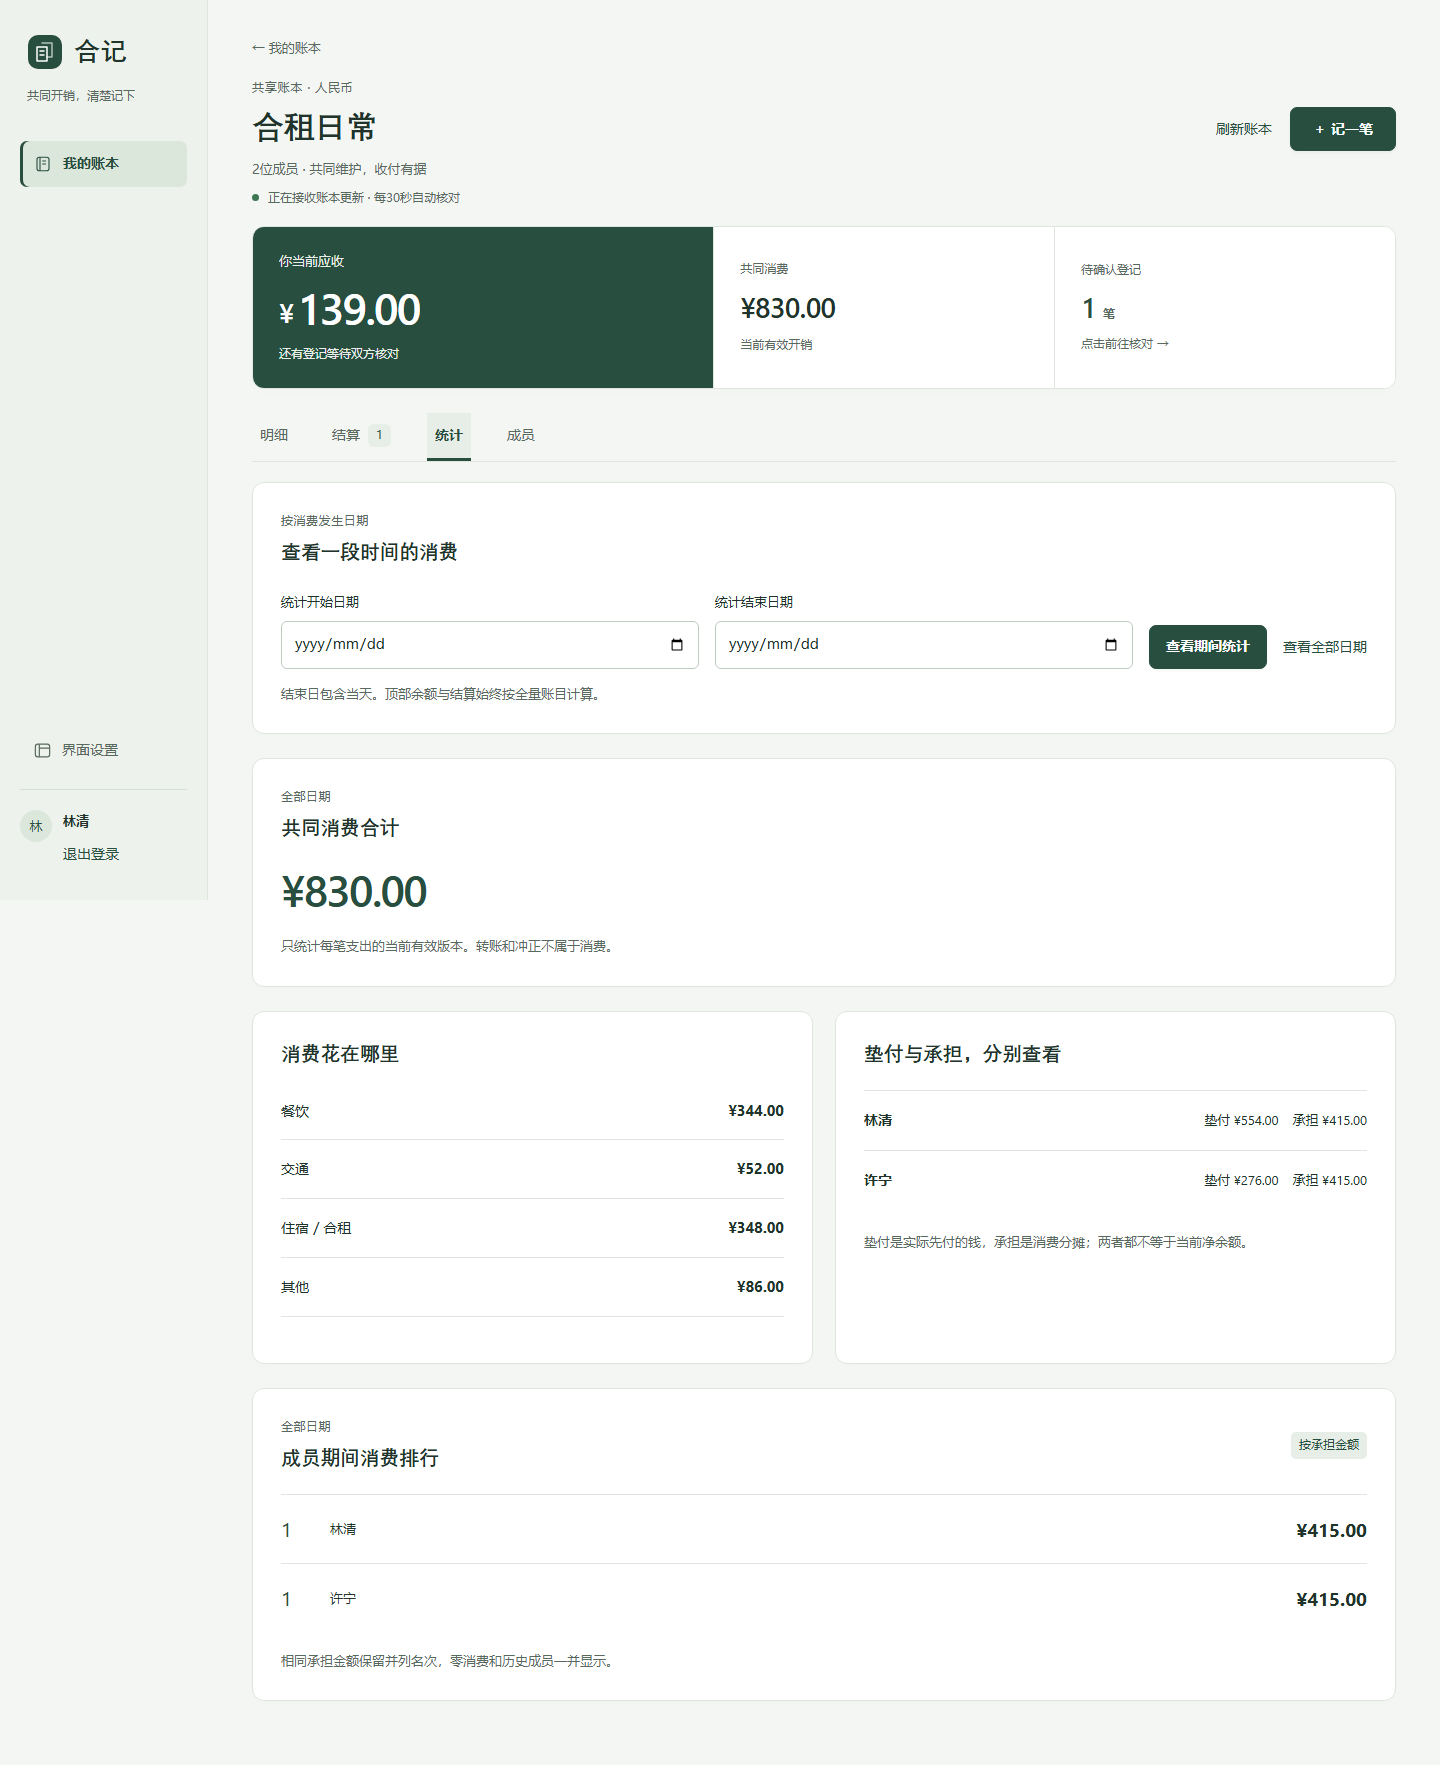 合记
共同开销，清楚记下
我的账本
界面设置
林
林清
退出登录
← 我的账本
共享账本 · 人民币
合租日常
2位成员 · 共同维护，收付有据
正在接收账本更新 · 每30秒自动核对
刷新账本
+ 记一笔
你当前应收
¥ 139.00
还有登记等待双方核对
共同消费
¥830.00
当前有效开销
待确认登记
1 笔
点击前往核对 →
明细
结算 1
统计
成员
按消费发生日期
查看一段时间的消费
统计开始日期
yyyy/mm/dd
统计结束日期
yyyy/mm/dd
查看期间统计
查看全部日期
结束日包含当天。顶部余额与结算始终按全量账目计算。
全部日期
共同消费合计
¥830.00
只统计每笔支出的当前有效版本。转账和冲正不属于消费。
消费花在哪里
餐饮 ¥344.00
交通 ¥52.00
住宿 / 合租 ¥348.00
其他 ¥86.00
垫付与承担，分别查看
林清 垫付 ¥554.00 承担 ¥415.00
许宁 垫付 ¥276.00 承担 ¥415.00
垫付是实际先付的钱，承担是消费分摊；两者都不等于当前净余额。
全部日期
成员期间消费排行
按承担金额
1 林清 ¥415.00
1 许宁 ¥415.00
相同承担金额保留并列名次，零消费和历史成员一并显示。